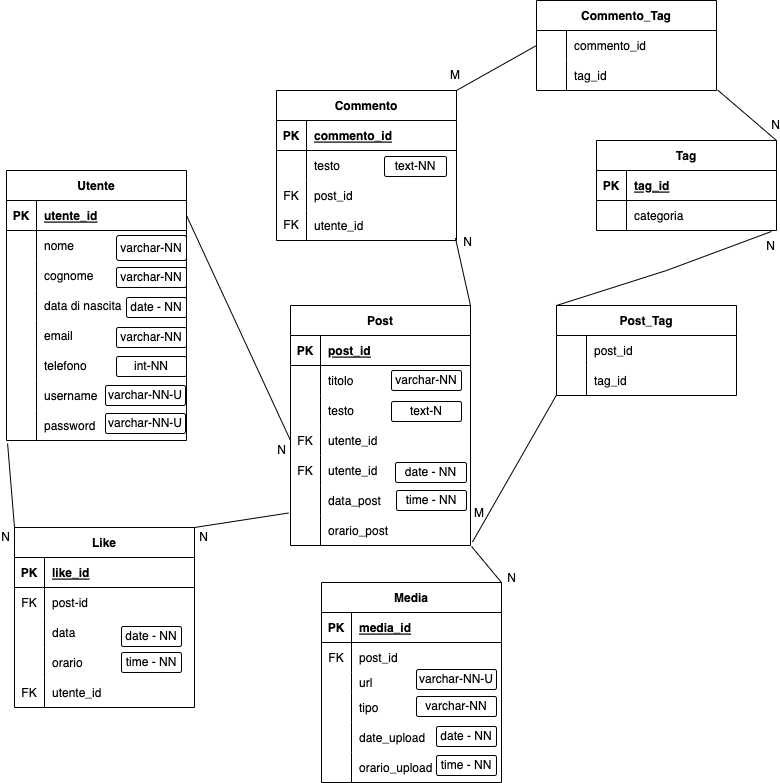 Commento_Tag
commento_id
tag_id
M
N
Commento
PK commento_id
testo text-NN
FK post_id
FK utente_id
N
Tag
PK tag_id
categoria
N
Utente
PK utente_id
nome varchar-NN
cognome varchar-NN
data di nascita date - NN
email varchar-NN
telefono int-NN
username varchar-NN-U
password varchar-NN-U
N
Post
PK post_id
titolo varchar-NN
testo text-N
FK utente_id
FK utente_id date - NN
data_post time - NN
orario_post
N
M
Post_Tag
post_id
tag_id
N
N
Like
PK like_id
FK post-id
data date - NN
orario time - NN
FK utente_id
Media
PK media_id
FK post_id
url varchar-NN-U
tipo varchar-NN
date_upload date - NN
orario_upload time - NN